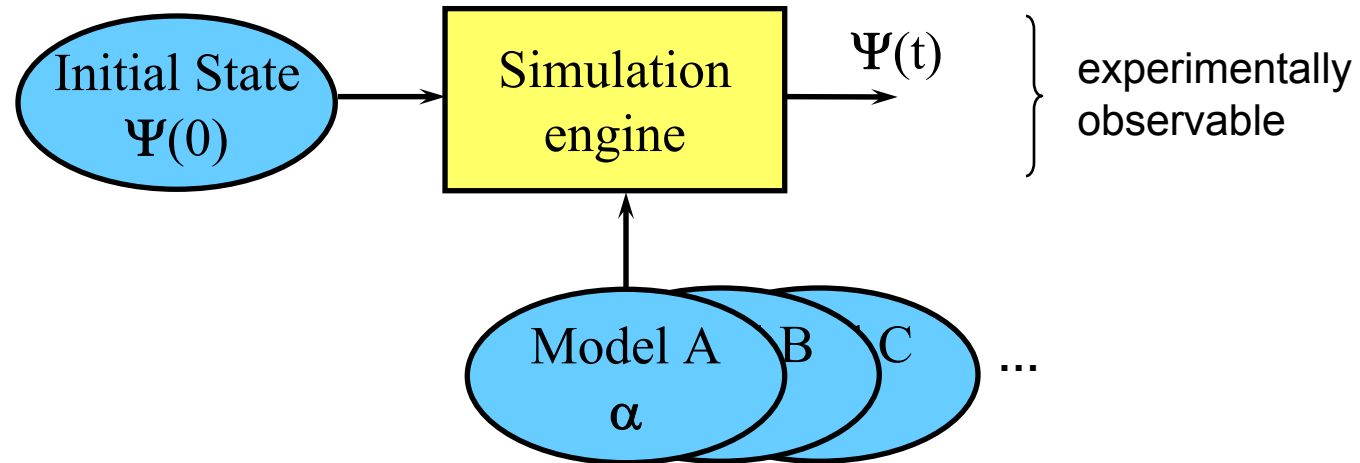 Initial State
Ψ(0)
Simulation
engine
Ψ(t)
experimentally
observable
Model A
α
B
C
...